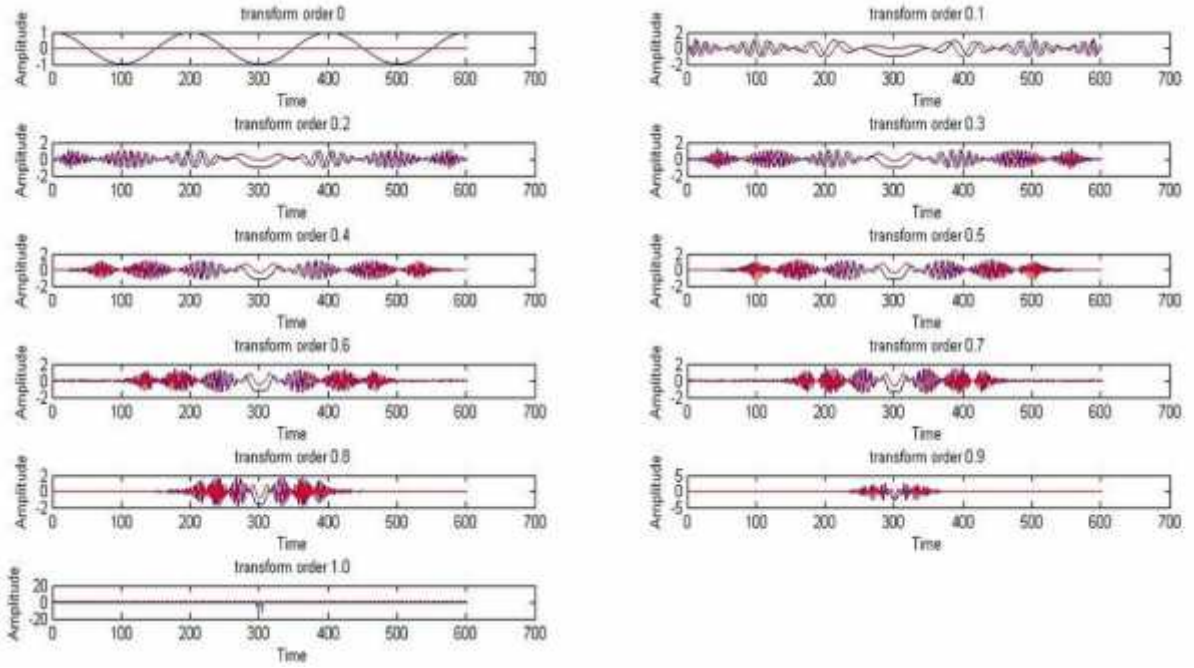 transform order 0
Amplitude
1
0
-1
0 100 200 300 400 500 600 700
Time
transform order 0.1
Amplitude
2
0
-2
0 100 200 300 400 500 600 700
Time
transform order 0.2
Amplitude
2
0
-2
0 100 200 300 400 500 600 700
Time
transform order 0.3
Amplitude
2
0
-2
0 100 200 300 400 500 600 700
Time
transform order 0.4
Amplitude
2
0
-2
0 100 200 300 400 500 600 700
Time
transform order 0.5
Amplitude
2
0
-2
0 100 200 300 400 500 600 700
Time
transform order 0.6
Amplitude
2
0
-2
0 100 200 300 400 500 600 700
Time
transform order 0.7
Amplitude
2
0
-2
0 100 200 300 400 500 600 700
Time
transform order 0.8
Amplitude
2
0
-2
0 100 200 300 400 500 600 700
Time
transform order 0.9
Amplitude
5
0
-5
0 100 200 300 400 500 600 700
Time
transform order 1.0
Amplitude
20
0
-20
0 100 200 300 400 500 600 700
Time